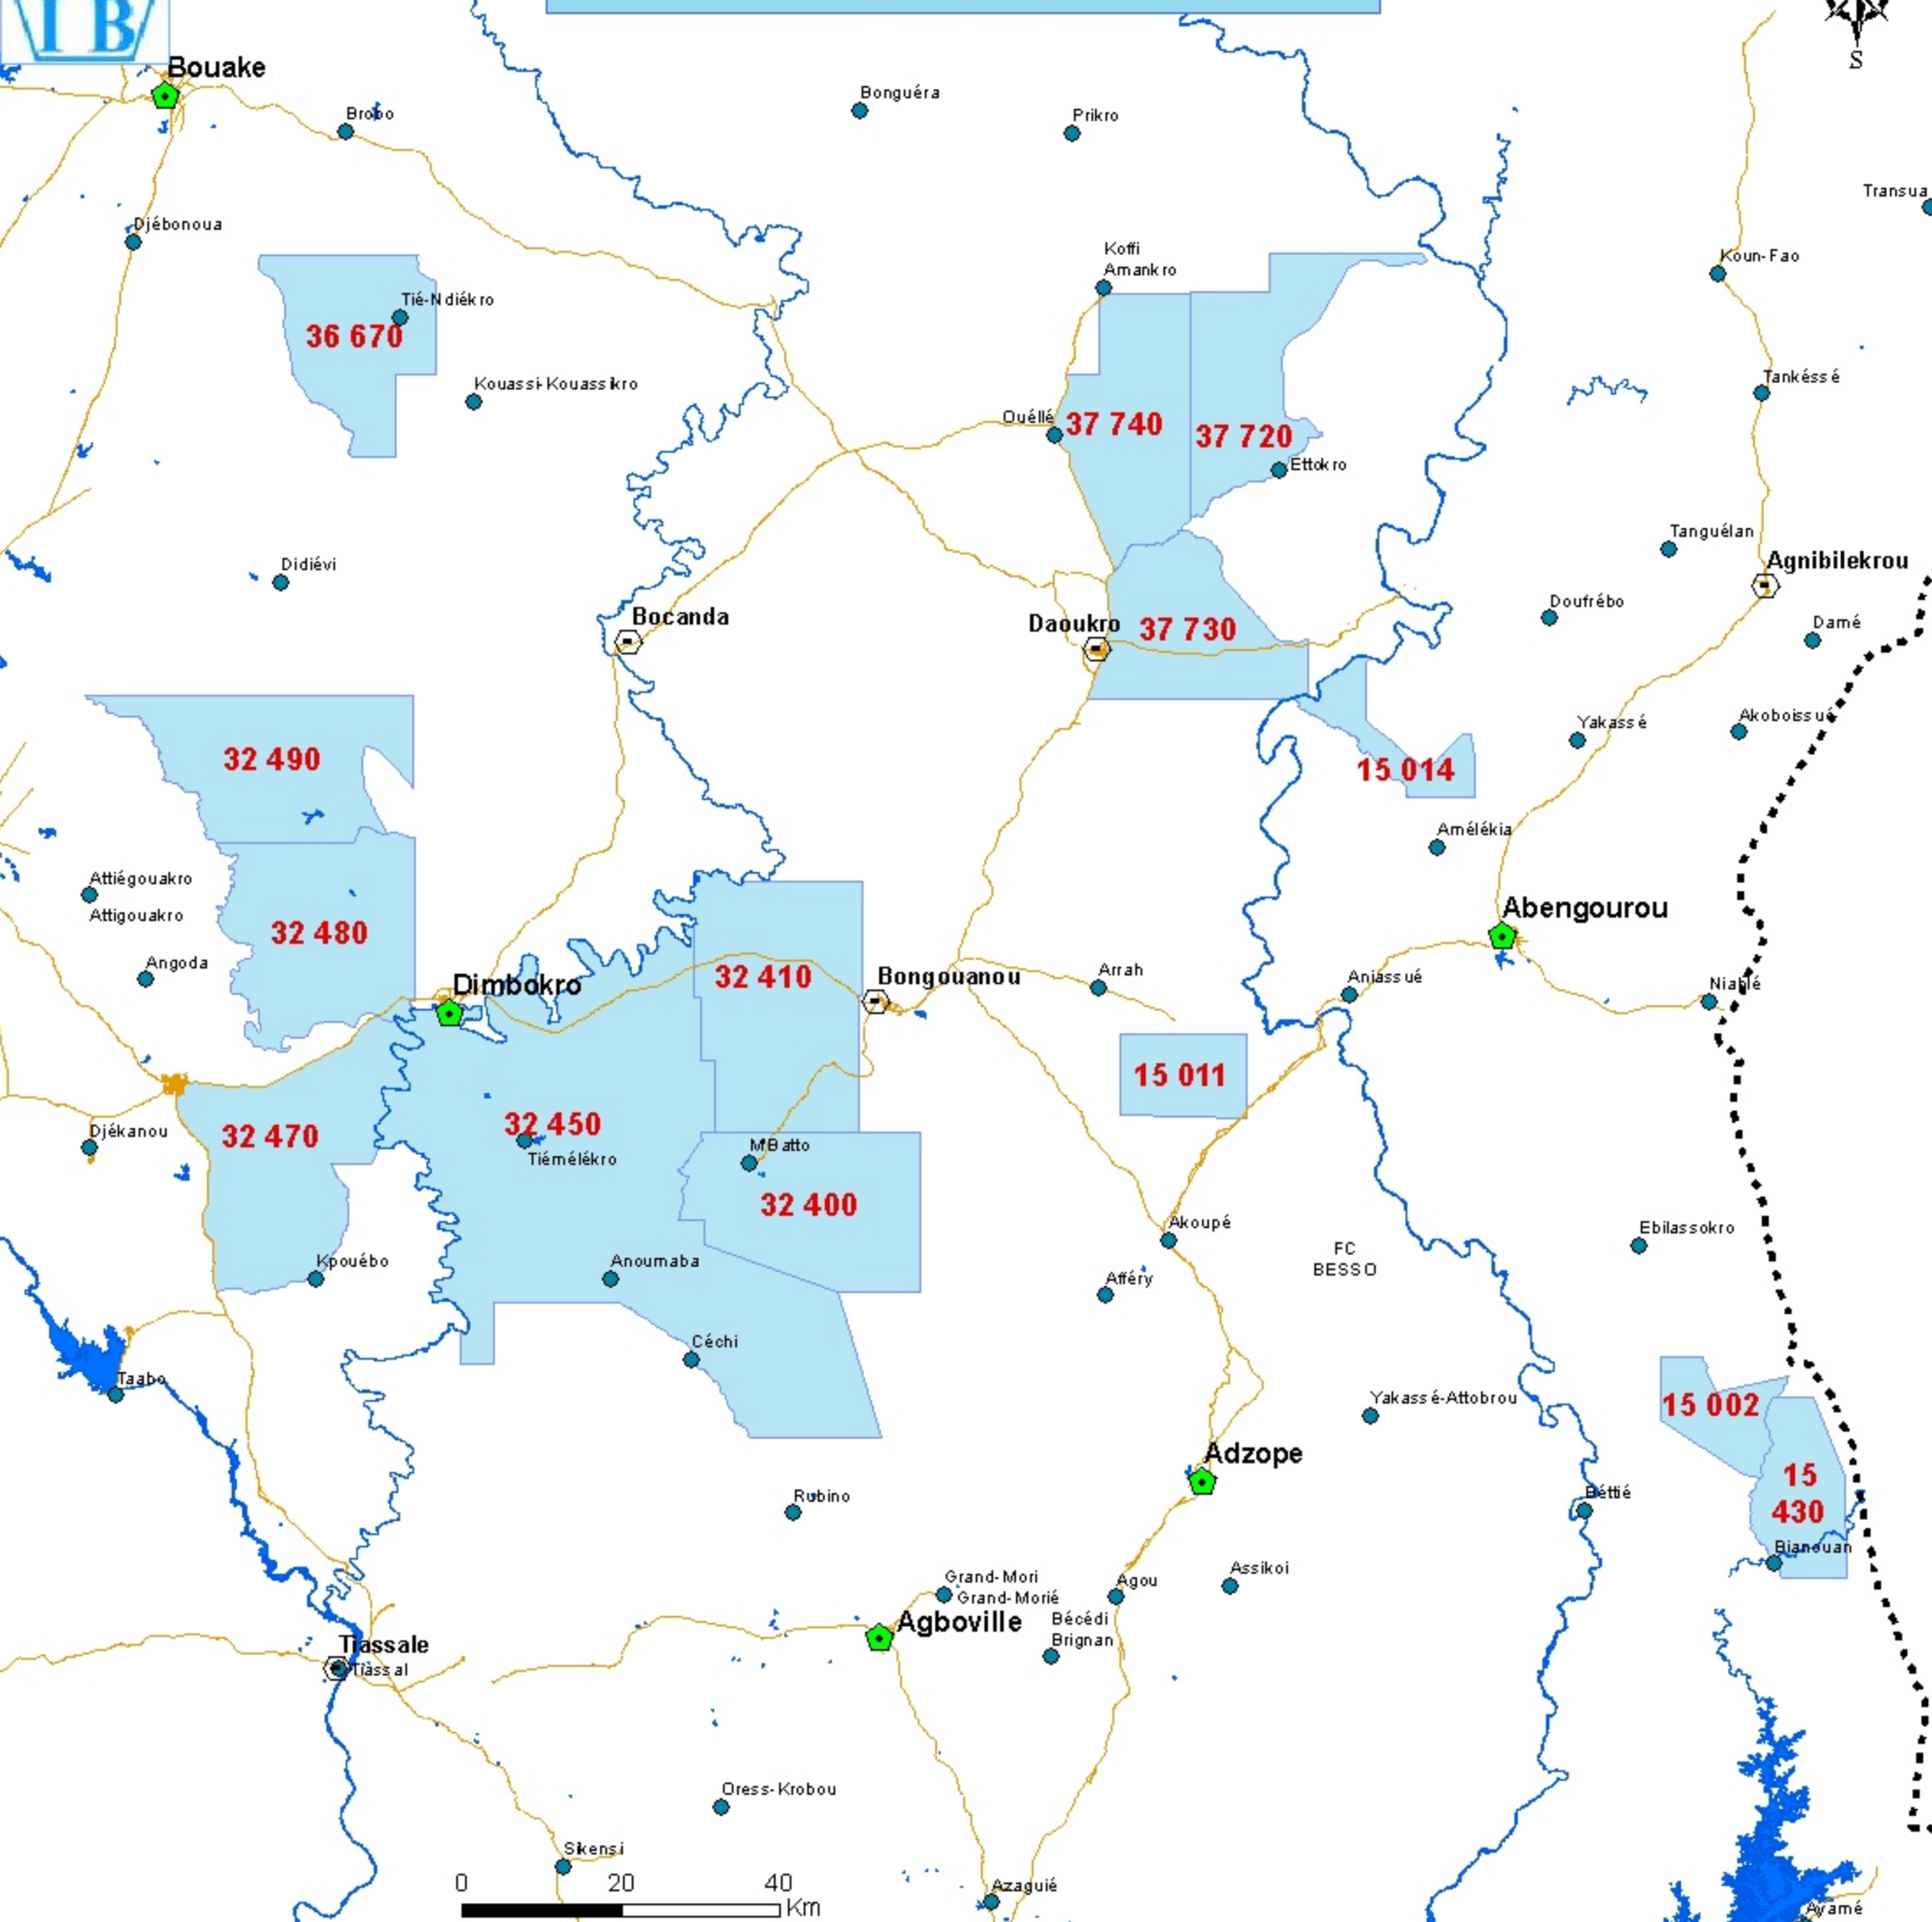 I B
S
Bouake
Bonguéra
Brobo
Prikro
Transua
Djébonoua
Koffi
Amankro
Koun-Fao
Tié-Ndiékro
36 670
Kouassi-Kouassikro
Tankéssé
Ouéllé
37 740
37 720
Ettokro
Tanguélan
Agnibilekrou
Didiévi
Doufrébo
Bocanda
Daoukro
37 730
Damé
Akoboissué
Yakassé
32 490
15 014
Amélékia
Attiégouakro
Attigouakro
Abengourou
32 480
Angoda
Dimbokro
32 410
Bongouanou
Arrah
Aniassué
Niablé
15 011
Djékanou
32 470
32 450
Tiémélékro
M'Batto
32 400
Akoupé
Ebilassokro
FC
BESSO
Kpouébo
Anoumaba
Afféry
Céchi
Taabo
Yakassé-Attobrou
15 002
Adzope
15
430
Rubino
Béttié
Bianouan
Grand-Mori
Grand-Morié
Agou
Assikoi
Agboville
Bécédi
Brignan
Tiassale
Tiassal
Oress-Krobou
Sikensi
0 20 40
Km
Azaguié
Ayamé